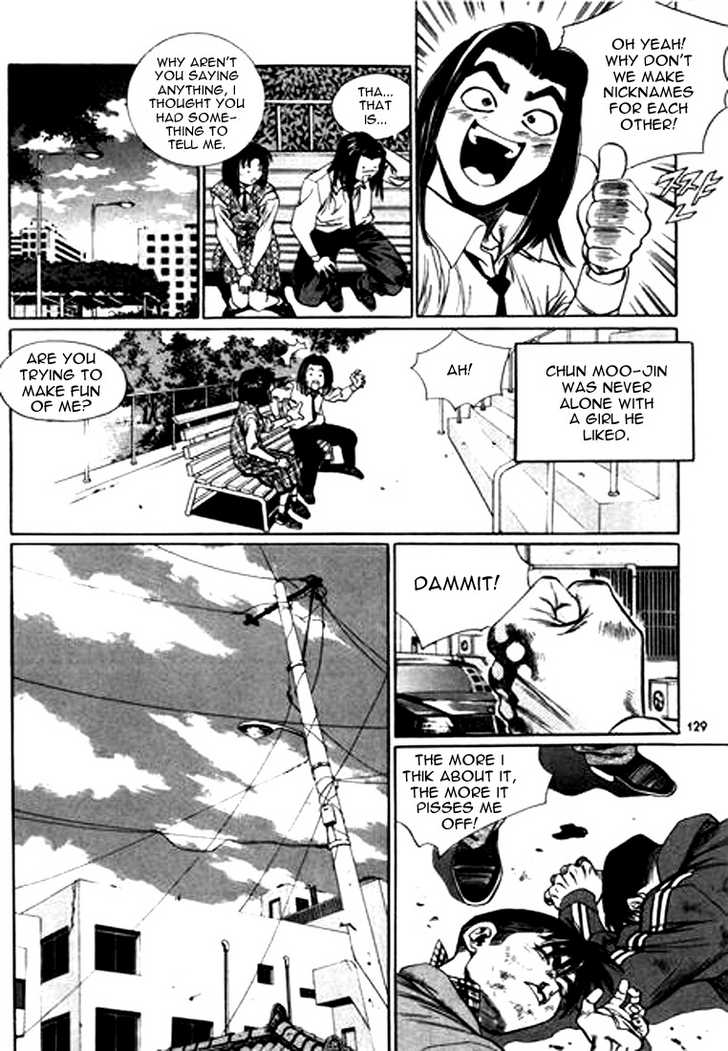 WHY AREN'T
YOU SAYING
ANYTHING, I
THOUGHT YOU
HAD SOME-
THING TO
TELL ME.
THA...
THAT
IS...
OH YEAH!
WHY DON'T
WE MAKE
NICKNAMES
FOR EACH
OTHER!
ARE YOU
TRYING TO
MAKE FUN
OF ME?
AH!
CHUN MOO-JIN
WAS NEVER
ALONE WITH
A GIRL HE
LIKED.
DAMMIT!
129
THE MORE I
THIK ABOUT IT,
THE MORE IT
PISSES ME
OFF!